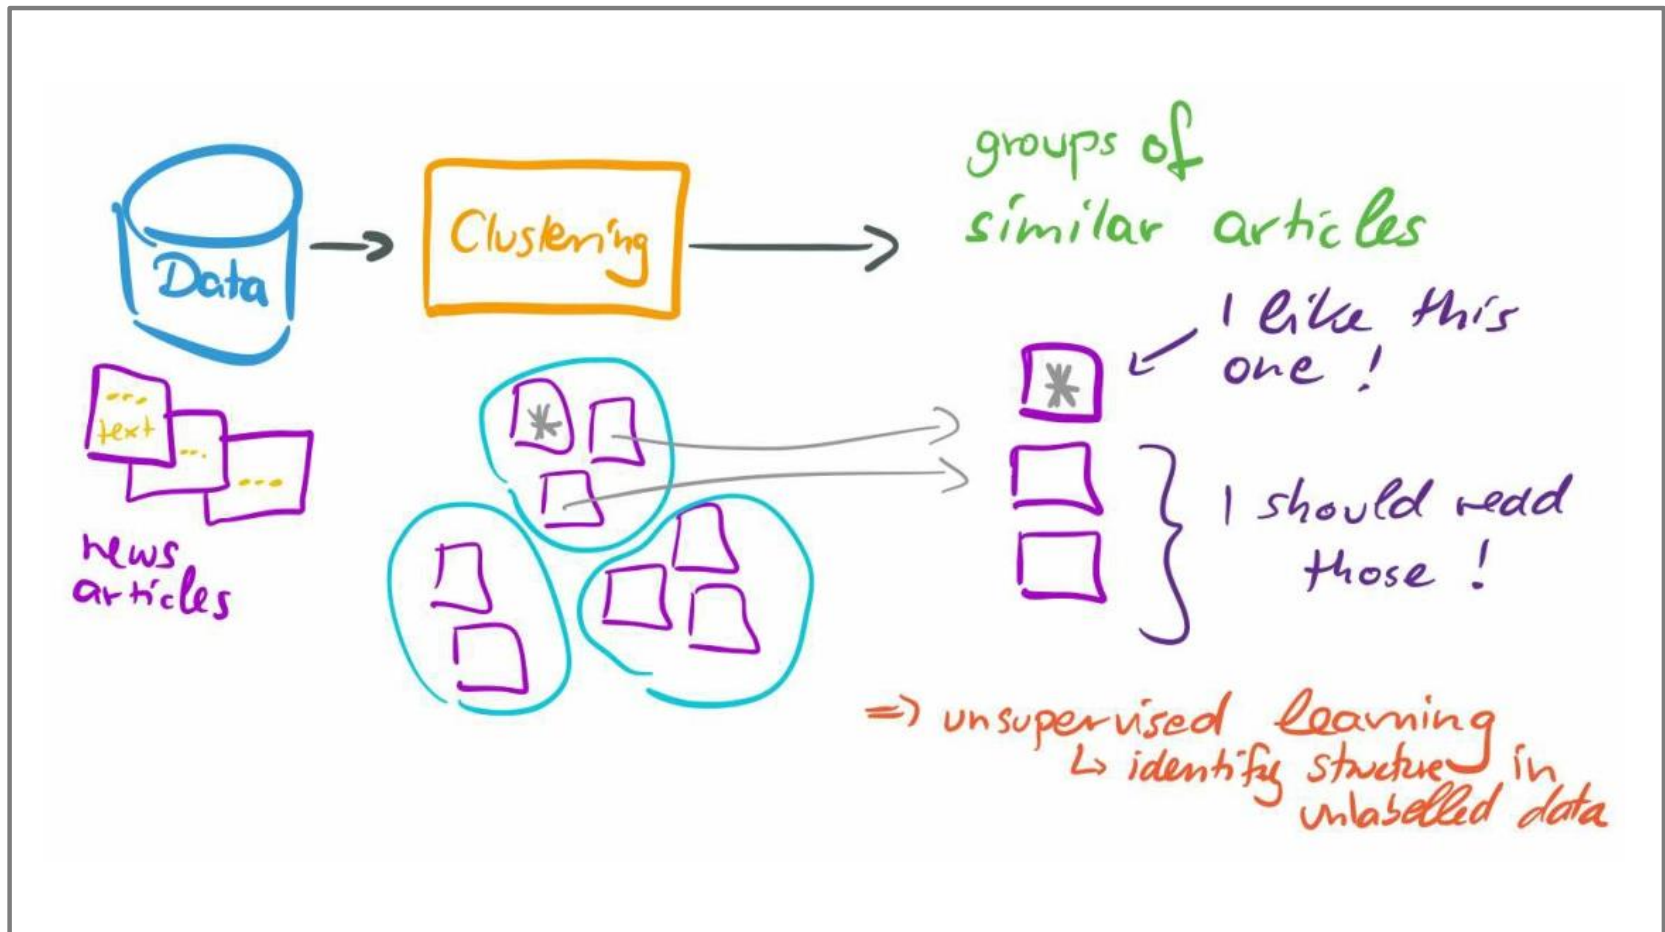 Data
Clustering
groups of
similar articles
... text
...
...
news
articles
I like this
one !
*
*
I should read
those !
=> unsupervised learning
↳ identify structure in
unlabelled data